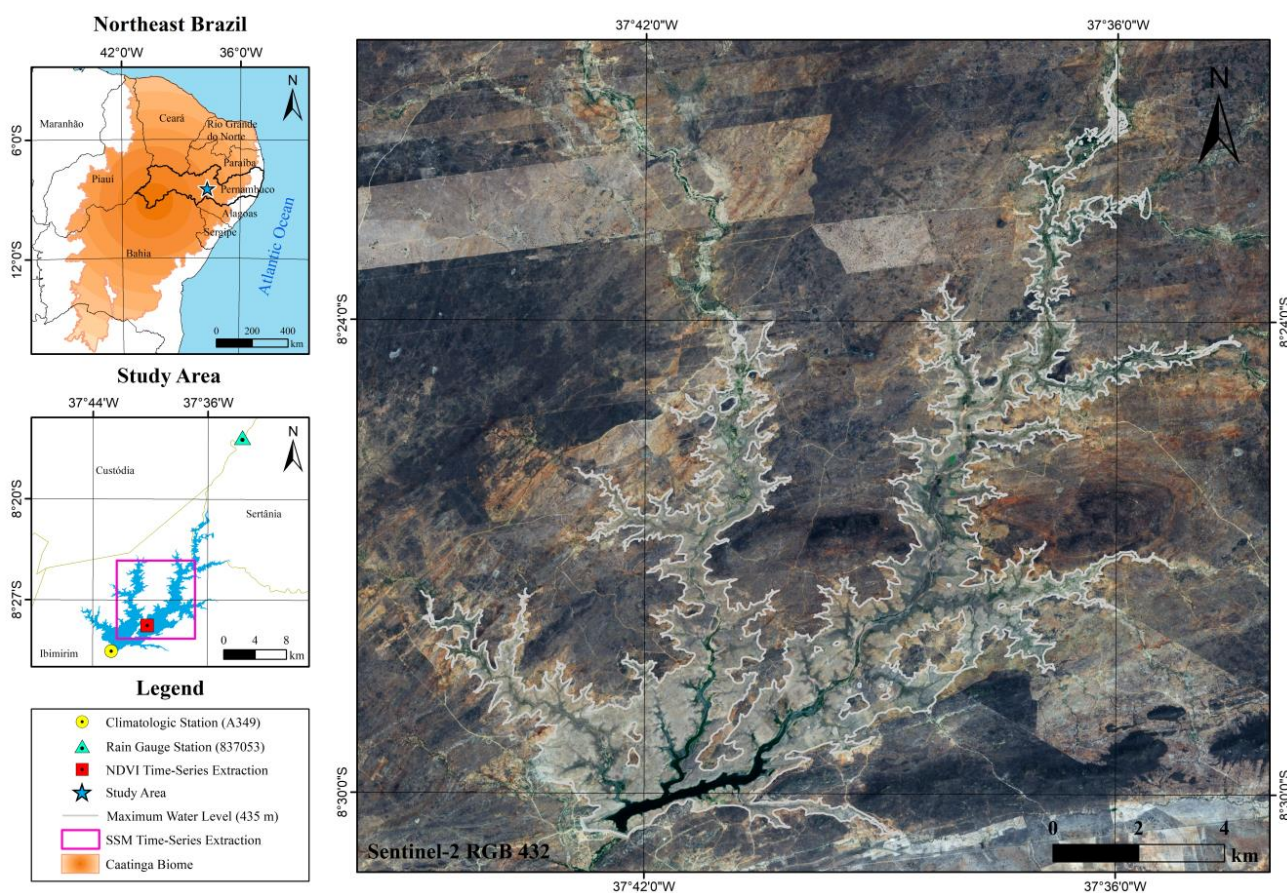 Northeast Brazil
42°0'W 36°0'W
N
Maranhão
Ceará
Rio Grande
do Norte
6°0'S
Paraíba
Piauí
Pernambuco
Alagoas
Sergipe
Bahia
12°0'S
Atlantic Ocean
0 200 400
km
Study Area
37°44'W 37°36'W
N
Custódia
8°20'S
Sertânia
8°27'S
0 4 8
km
Ibimirim
Legend
Climatologic Station (A349)
Rain Gauge Station (837053)
NDVI Time-Series Extraction
Study Area
Maximum Water Level (435 m)
SSM Time-Series Extraction
Caatinga Biome
37°42'0"W 37°36'0"W
N
8°24'0"S 8°24'0"S
8°30'0"S 8°30'0"S
Sentinel-2 RGB 432
0 2 4
km
37°42'0"W 37°36'0"W